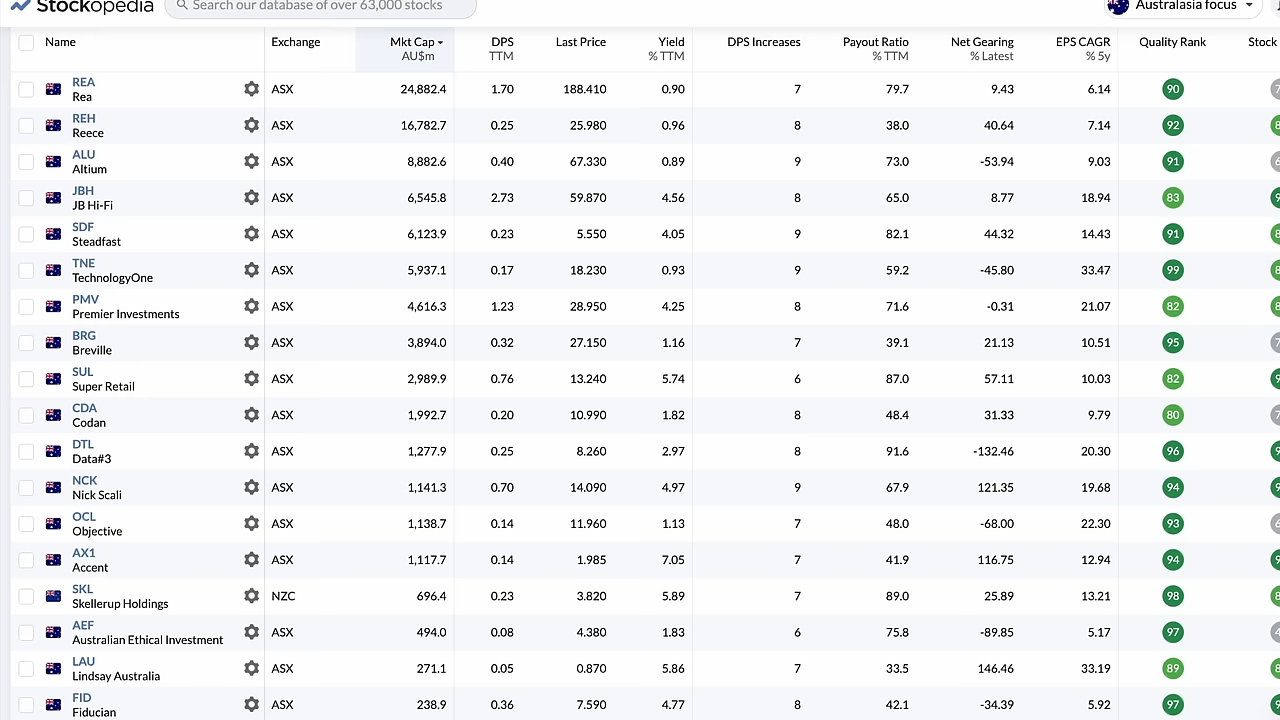 Stockopedia Search our database of over 63,000 stocks Australasia focus
Name Exchange Mkt Cap DPS Last Price Yield DPS Increases Payout Ratio Net Gearing EPS CAGR Quality Rank Stock
AU$m TTM % TTM % TTM % Latest % 5y
REA
Rea ASX 24,882.4 1.70 188.410 0.90 7 79.7 9.43 6.14 90
REH
Reece ASX 16,782.7 0.25 25.980 0.96 8 38.0 40.64 7.14 92
ALU
Altium ASX 8,882.6 0.40 67.330 0.89 9 73.0 -53.94 9.03 91
JBH
JB Hi-Fi ASX 6,545.8 2.73 59.870 4.56 8 65.0 8.77 18.94 83
SDF
Steadfast ASX 6,123.9 0.23 5.550 4.05 9 82.1 44.32 14.43 91
TNE
TechnologyOne ASX 5,937.1 0.17 18.230 0.93 9 59.2 -45.80 33.47 99
PMV
Premier Investments ASX 4,616.3 1.23 28.950 4.25 8 71.6 -0.31 21.07 82
BRG
Breville ASX 3,894.0 0.32 27.150 1.16 7 39.1 21.13 10.51 95
SUL
Super Retail ASX 2,989.9 0.76 13.240 5.74 6 87.0 57.11 10.03 82
CDA
Codan ASX 1,992.7 0.20 10.990 1.82 8 48.4 31.33 9.79 80
DTL
Data#3 ASX 1,277.9 0.25 8.260 2.97 8 91.6 -132.46 20.30 96
NCK
Nick Scali ASX 1,141.3 0.70 14.090 4.97 9 67.9 121.35 19.68 94
OCL
Objective ASX 1,138.7 0.14 11.960 1.13 7 48.0 -68.00 22.30 93
AX1
Accent ASX 1,117.7 0.14 1.985 7.05 7 41.9 116.75 12.94 94
SKL
Skellerup Holdings NZC 696.4 0.23 3.820 5.89 7 89.0 25.89 13.21 98
AEF
Australian Ethical Investment ASX 494.0 0.08 4.380 1.83 6 75.8 -89.85 5.17 97
LAU
Lindsay Australia ASX 271.1 0.05 0.870 5.86 7 33.5 146.46 33.19 89
FID
Fiducian ASX 238.9 0.36 7.590 4.77 8 42.1 -34.39 5.92 97